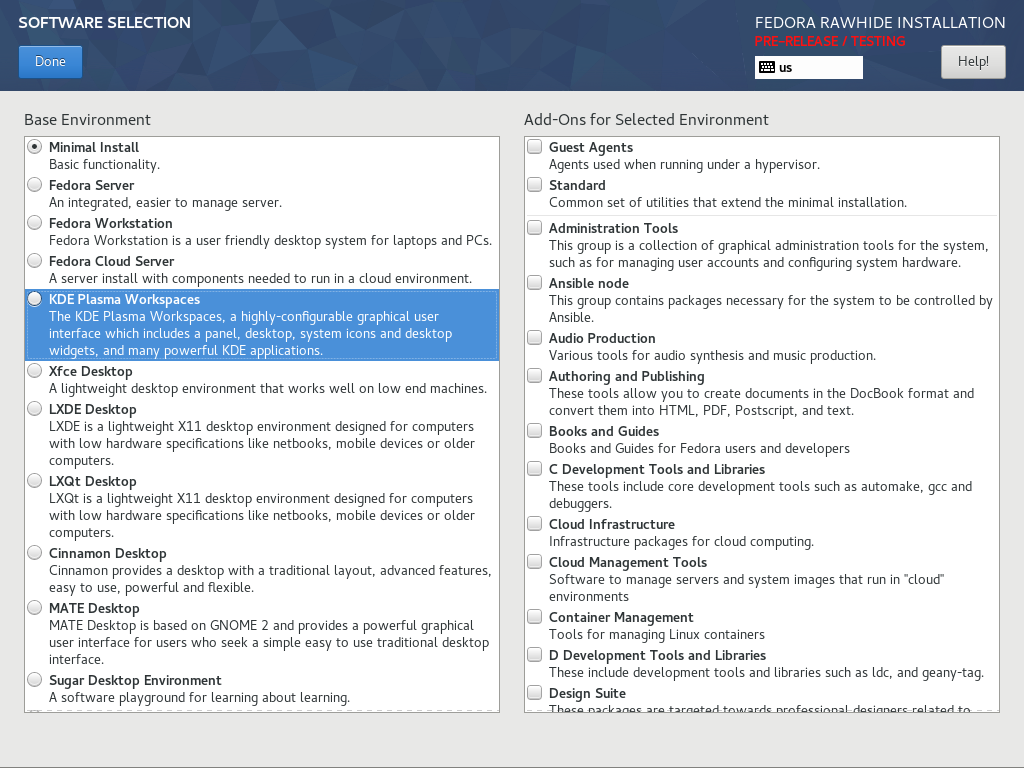 SOFTWARE SELECTION
FEDORA RAWHIDE INSTALLATION
PRE-RELEASE / TESTING
Done
us
Help!
Base Environment
Minimal Install
Basic functionality.
Fedora Server
An integrated, easier to manage server.
Fedora Workstation
Fedora Workstation is a user friendly desktop system for laptops and PCs.
Fedora Cloud Server
A server install with components needed to run in a cloud environment.
KDE Plasma Workspaces
The KDE Plasma Workspaces, a highly-configurable graphical user
interface which includes a panel, desktop, system icons and desktop
widgets, and many powerful KDE applications.
Xfce Desktop
A lightweight desktop environment that works well on low end machines.
LXDE Desktop
LXDE is a lightweight X11 desktop environment designed for computers
with low hardware specifications like netbooks, mobile devices or older
computers.
LXQt Desktop
LXQt is a lightweight X11 desktop environment designed for computers
with low hardware specifications like netbooks, mobile devices or older
computers.
Cinnamon Desktop
Cinnamon provides a desktop with a traditional layout, advanced features,
easy to use, powerful and flexible.
MATE Desktop
MATE Desktop is based on GNOME 2 and provides a powerful graphical
user interface for users who seek a simple easy to use traditional desktop
interface.
Sugar Desktop Environment
A software playground for learning about learning.
Add-Ons for Selected Environment
Guest Agents
Agents used when running under a hypervisor.
Standard
Common set of utilities that extend the minimal installation.
Administration Tools
This group is a collection of graphical administration tools for the system,
such as for managing user accounts and configuring system hardware.
Ansible node
This group contains packages necessary for the system to be controlled by
Ansible.
Audio Production
Various tools for audio synthesis and music production.
Authoring and Publishing
These tools allow you to create documents in the DocBook format and
convert them into HTML, PDF, Postscript, and text.
Books and Guides
Books and Guides for Fedora users and developers
C Development Tools and Libraries
These tools include core development tools such as automake, gcc and
debuggers.
Cloud Infrastructure
Infrastructure packages for cloud computing.
Cloud Management Tools
Software to manage servers and system images that run in "cloud"
environments
Container Management
Tools for managing Linux containers
D Development Tools and Libraries
These include development tools and libraries such as ldc, and geany-tag.
Design Suite
These packages are targeted towards professional designers related to